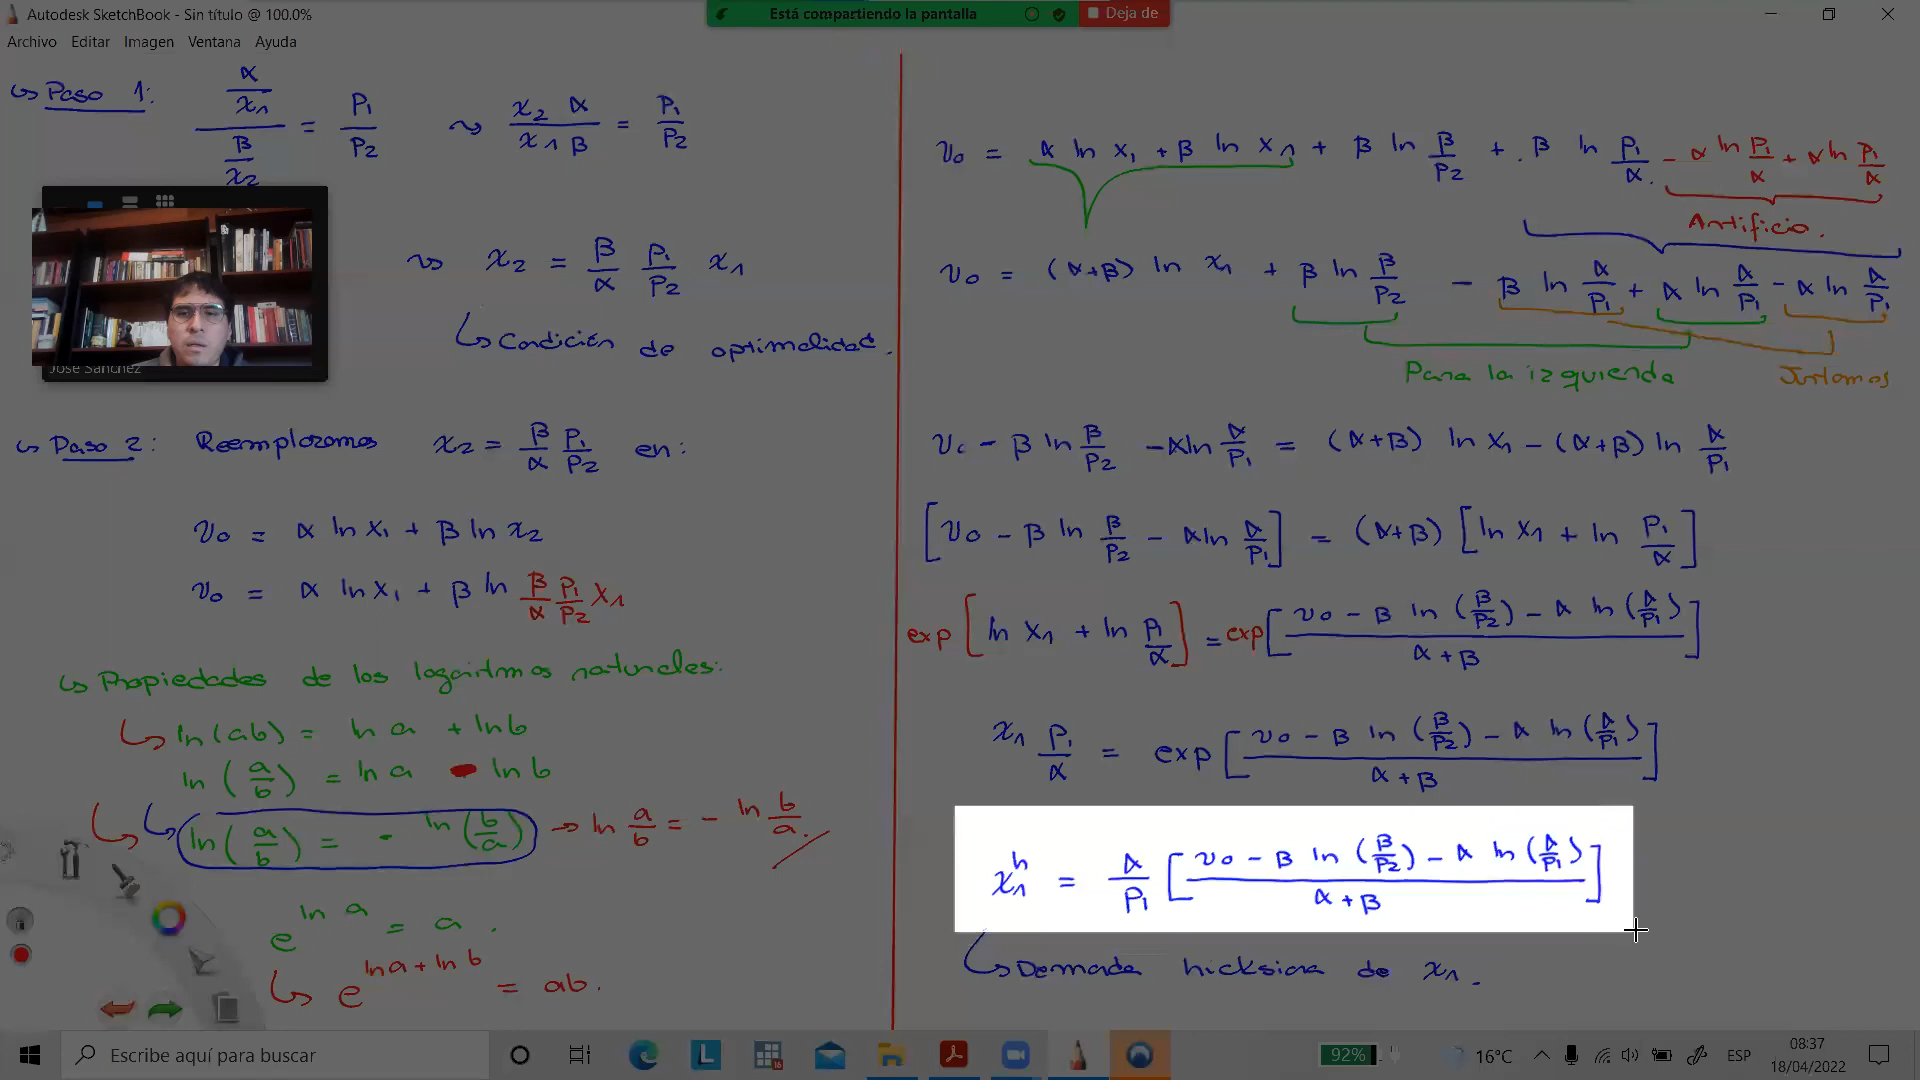 Autodesk SketchBook - Sin título @ 100.0%
Está compartiendo la pantalla
Deja de
Archivo Editar Imagen Ventana Ayuda
↳ Paso 1: (α/x₁)/(β/x₂) = P₁/P₂ ⤳ x₂ α/x₁ β = P₁/P₂
⤳ x₂ = β/α P₁/P₂ x₁
↳ Condición de optimalidad.
José Sánchez
↳ Paso 2: Reemplazamos x₂ = β/α P₁/P₂ en:
v₀ = α ln x₁ + β ln x₂
v₀ = α ln x₁ + β ln β/α P₁/P₂ x₁
↳ Propiedades de los logaritmos naturales:
↳ ln(ab) = ln a + ln b
ln (a/b) = ln a - ln b
ln (a/b) = - ln (b/a) → ln a/b = - ln b/a.
e^(ln a) = a.
↳ e^(ln a + ln b) = ab.
v₀ = α ln x₁ + β ln x₁ + β ln β/P₂ + β ln P₁/α - α ln P₁/α + α ln P₁/α
Artificio.
v₀ = (α+β) ln x₁ + β ln β/P₂ - β ln α/P₁ + α ln α/P₁ - α ln α/P₁
Para la izquierda
Juntamos
v₀ - β ln β/P₂ - α ln α/P₁ = (α+β) ln x₁ - (α+β) ln α/P₁
[v₀ - β ln β/P₂ - α ln α/P₁] = (α+β) [ln x₁ + ln P₁/α]
exp [ln x₁ + ln P₁/α] = exp [(v₀ - β ln (β/P₂) - α ln (α/P₁))/(α+β)]
x₁ P₁/α = exp [(v₀ - β ln (β/P₂) - α ln (α/P₁))/(α+β)]
x₁ʰ = α/P₁ [(v₀ - β ln (β/P₂) - α ln (α/P₁))/(α+β)]
↳ Demada hicksiana de x₁.
Escribe aquí para buscar
16
92%
16°C
ESP
08:37
18/04/2022